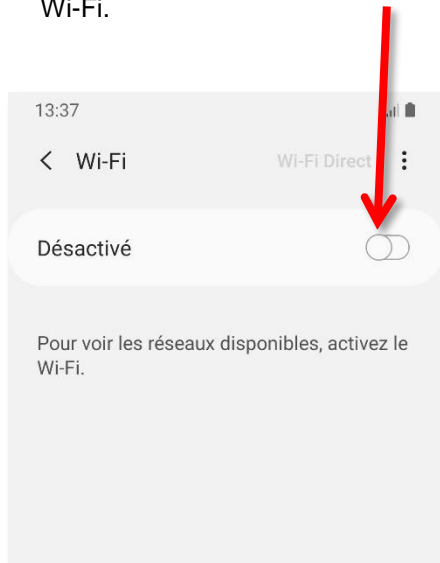 Wi-Fi.
13:37
Wi-Fi
Wi-Fi Direct
Désactivé
Pour voir les réseaux disponibles, activez le
Wi-Fi.